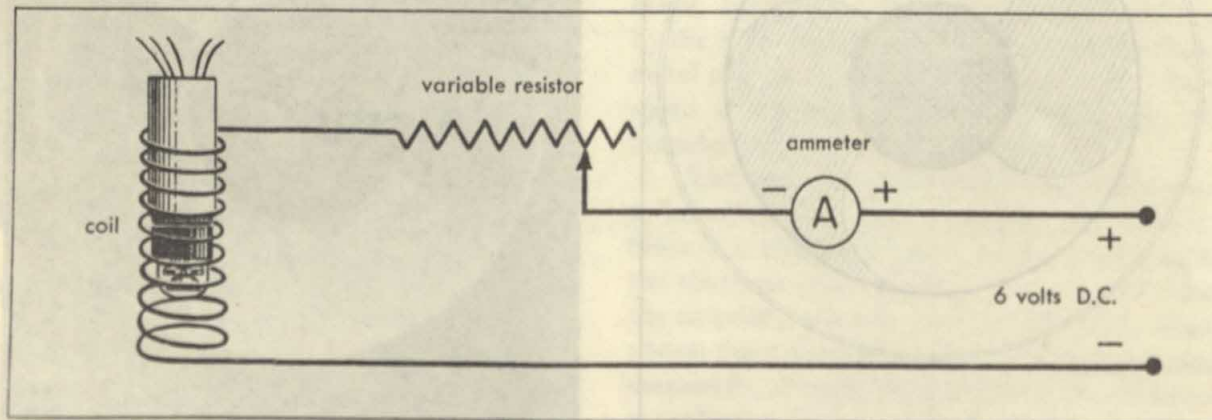 variable resistor
ammeter
− A +
coil
+
6 volts D.C.
−